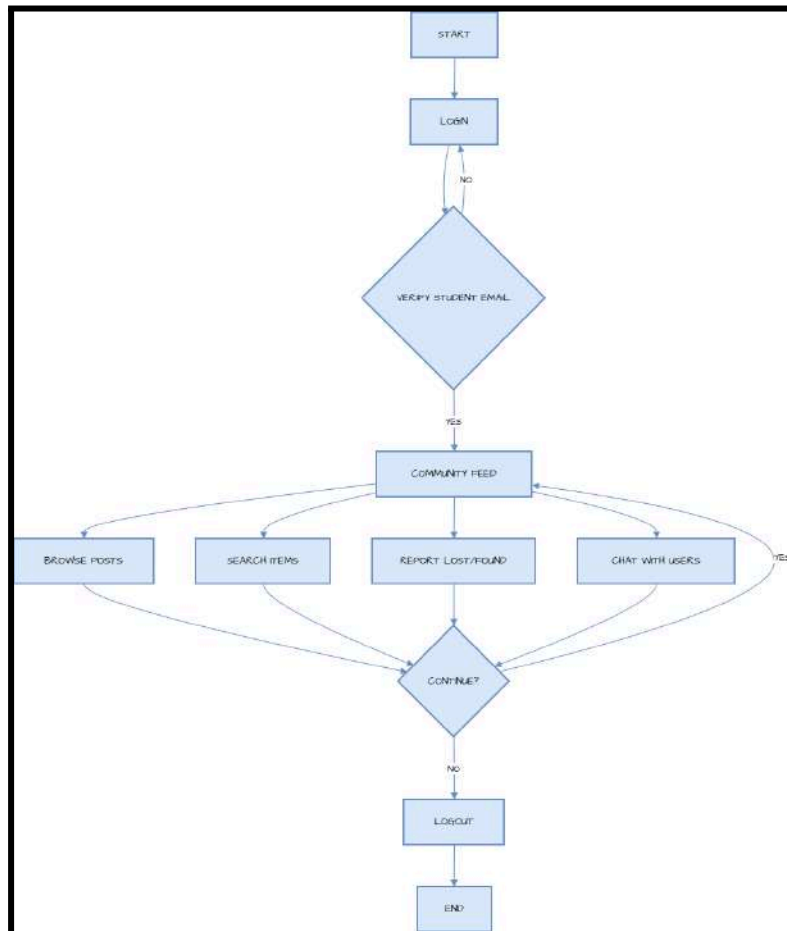 START
LOGIN
NO
VERIFY STUDENT EMAIL
YES
COMMUNITY FEED
BROWSE POSTS
SEARCH ITEMS
REPORT LOST/FOUND
CHAT WITH USERS
YES
CONTINUE?
NO
LOGOUT
END